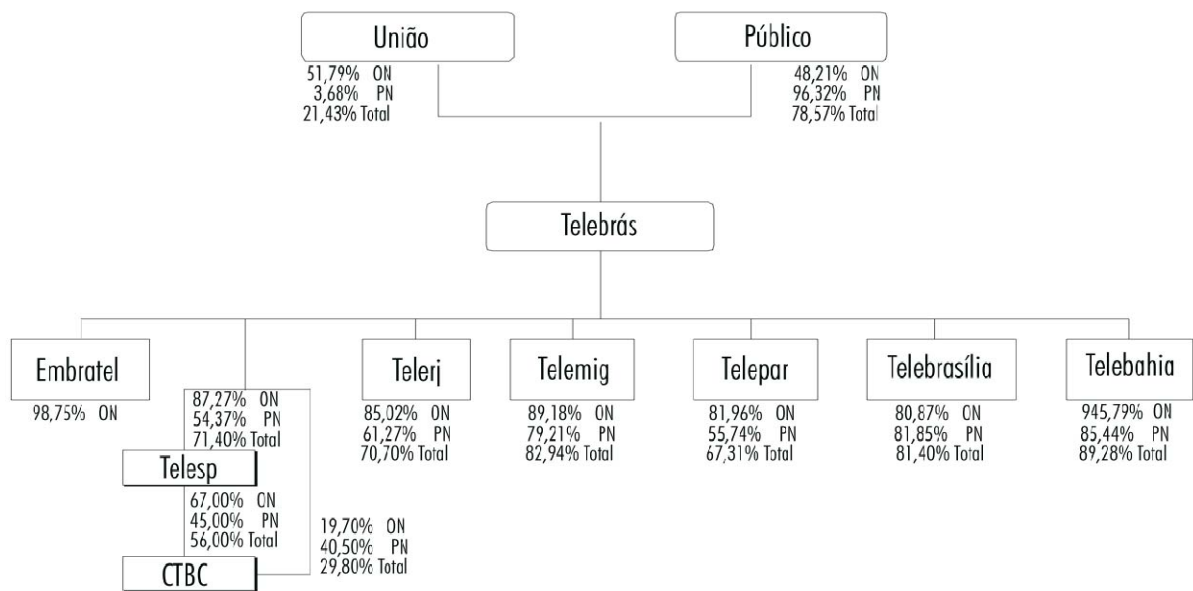 União
51,79% ON
3,68% PN
21,43% Total
Público
48,21% ON
96,32% PN
78,57% Total
Telebrás
Embratel
98,75% ON
87,27% ON
54,37% PN
71,40% Total
Telesp
67,00% ON
45,00% PN
56,00% Total
CTBC
19,70% ON
40,50% PN
29,80% Total
Telerj
85,02% ON
61,27% PN
70,70% Total
Telemig
89,18% ON
79,21% PN
82,94% Total
Telepar
81,96% ON
55,74% PN
67,31% Total
Telebrasília
80,87% ON
81,85% PN
81,40% Total
Telebahia
945,79% ON
85,44% PN
89,28% Total